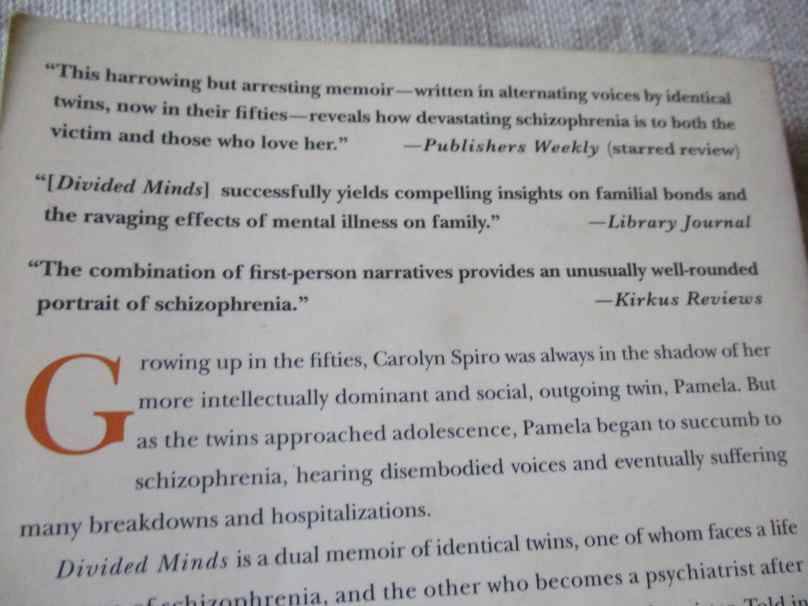 “This harrowing but arresting memoir—written in alternating voices by identical
twins, now in their fifties—reveals how devastating schizophrenia is to both the
victim and those who love her.” —Publishers Weekly (starred review)
“[Divided Minds] successfully yields compelling insights on familial bonds and
the ravaging effects of mental illness on family.” —Library Journal
“The combination of first-person narratives provides an unusually well-rounded
portrait of schizophrenia.” —Kirkus Reviews
Growing up in the fifties, Carolyn Spiro was always in the shadow of her
more intellectually dominant and social, outgoing twin, Pamela. But
as the twins approached adolescence, Pamela began to succumb to
schizophrenia, hearing disembodied voices and eventually suffering
many breakdowns and hospitalizations.
Divided Minds is a dual memoir of identical twins, one of whom faces a life
of schizophrenia, and the other who becomes a psychiatrist after
Told in